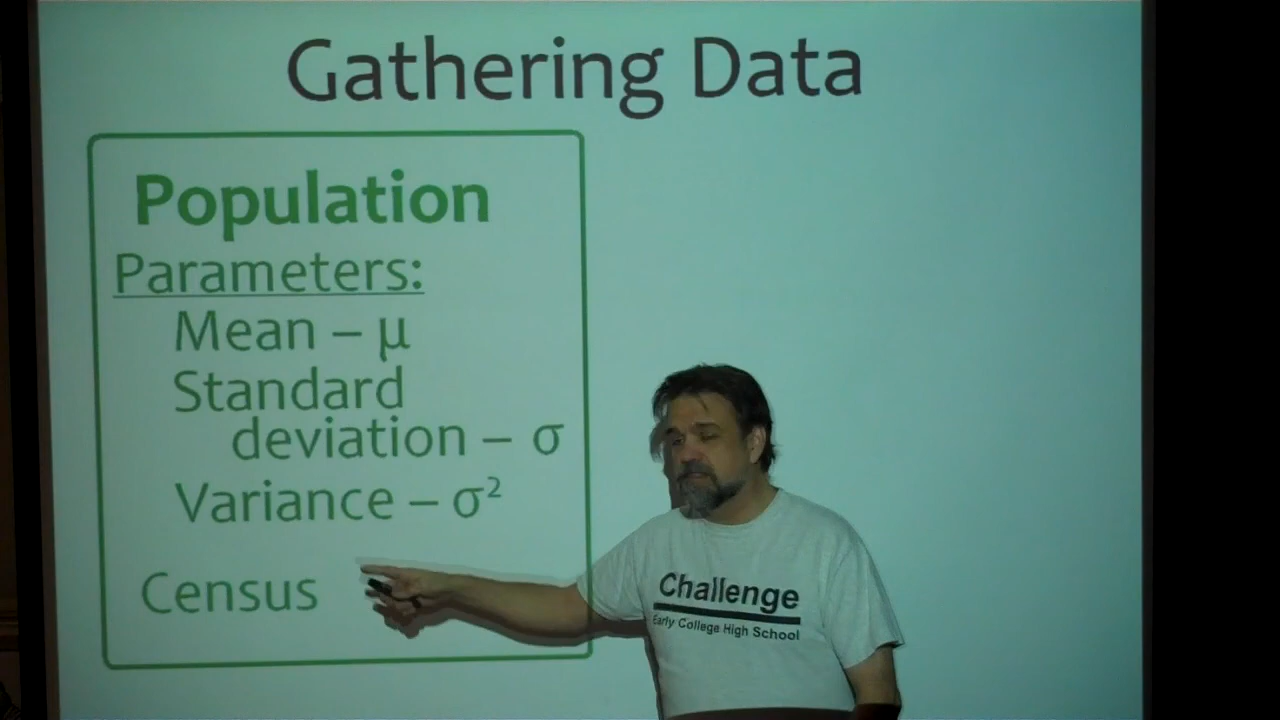 Gathering Data
Population
Parameters:
Mean – µ
Standard
deviation – σ
Variance – σ²
Census
Challenge
Early College High School